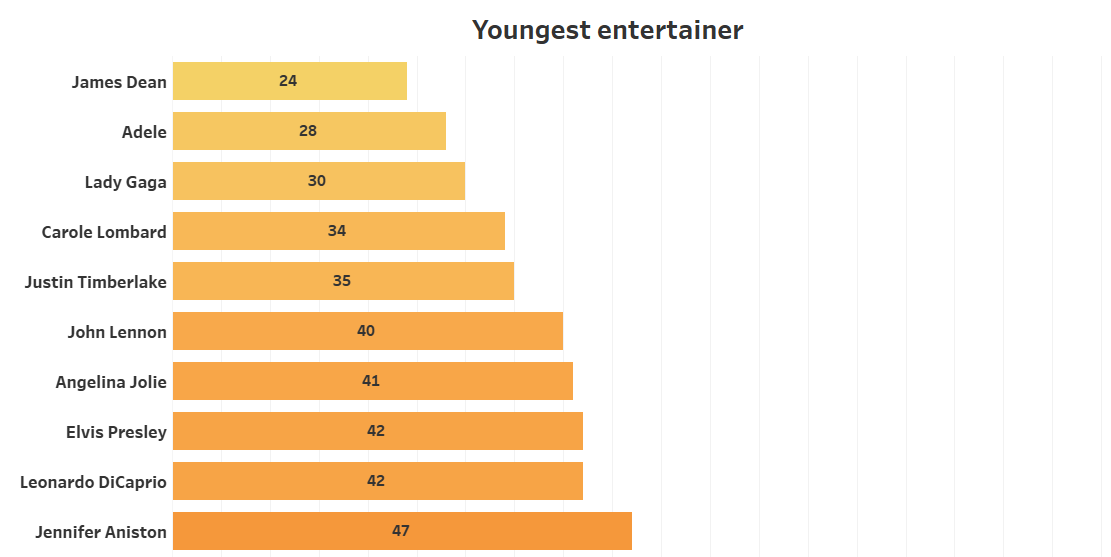 Youngest entertainer
James Dean 24
Adele 28
Lady Gaga 30
Carole Lombard 34
Justin Timberlake 35
John Lennon 40
Angelina Jolie 41
Elvis Presley 42
Leonardo DiCaprio 42
Jennifer Aniston 47